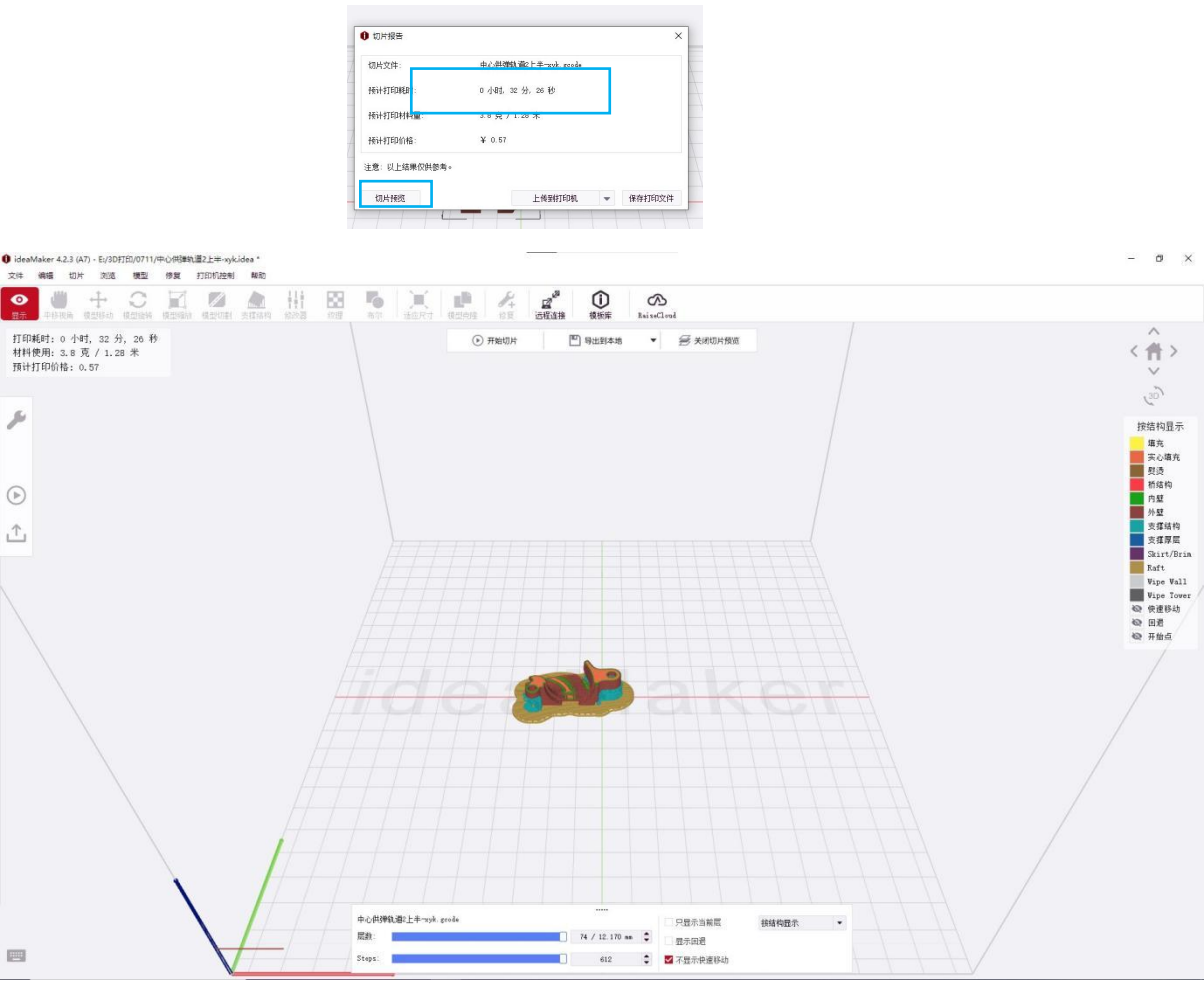 切片报告
切片文件: 中心供弹轨道2上半-xyk.gcode
预计打印耗时: 0 小时, 32 分, 26 秒
预计打印材料量: 3.8 克 / 1.28 米
预计打印价格: ¥ 0.57
注意: 以上结果仅供参考。
切片预览 上传到打印机 保存打印文件
ideaMaker 4.2.3 (A7) - E:/3D打印/0711/中心供弹轨道2上半-xyk.idea *
文件 编辑 切片 浏览 模型 修复 打印机控制 帮助
显示 平移视角 模型移动 模型旋转 模型缩放 模型切割 支撑结构 修改器 纹理 布尔 适应尺寸 模型衔接 修复 远程连接 模板库 RaiseCloud
打印耗时: 0 小时, 32 分, 26 秒
材料使用: 3.8 克 / 1.28 米
预计打印价格: 0.57
开始切片 导出到本地 关闭切片预览
3D
按结构显示
填充
实心填充
熨烫
桥结构
内壁
外壁
支撑结构
支撑厚层
Skirt/Brim
Raft
Wipe Wall
Wipe Tower
快速移动
回退
开始点
ideaMaker
中心供弹轨道2上半-xyk.gcode
层数: 74 / 12.170 mm
Steps: 612
只显示当前层 按结构显示
显示回退
不显示快速移动